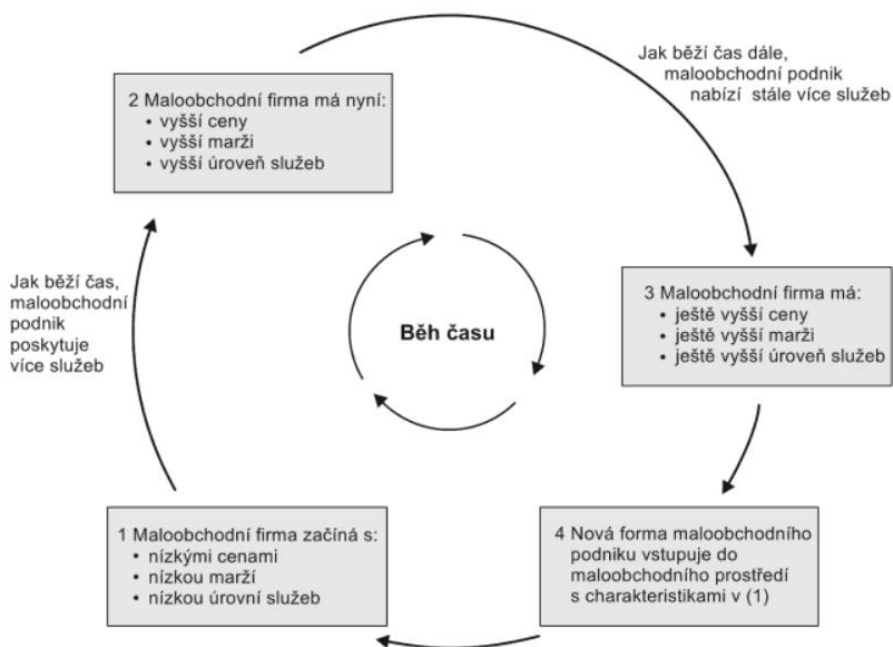 Jak běží čas dále,
maloobchodní podnik
nabízí stále více služeb
2 Maloobchodní firma má nyní:
• vyšší ceny
• vyšší marži
• vyšší úroveň služeb
Jak běží čas,
maloobchodní
podnik
poskytuje
více služeb
Běh času
3 Maloobchodní firma má:
• ještě vyšší ceny
• ještě vyšší marži
• ještě vyšší úroveň služeb
1 Maloobchodní firma začíná s:
• nízkými cenami
• nízkou marží
• nízkou úrovní služeb
4 Nová forma maloobchodního
podniku vstupuje do
maloobchodního prostředí
s charakteristikami v (1)